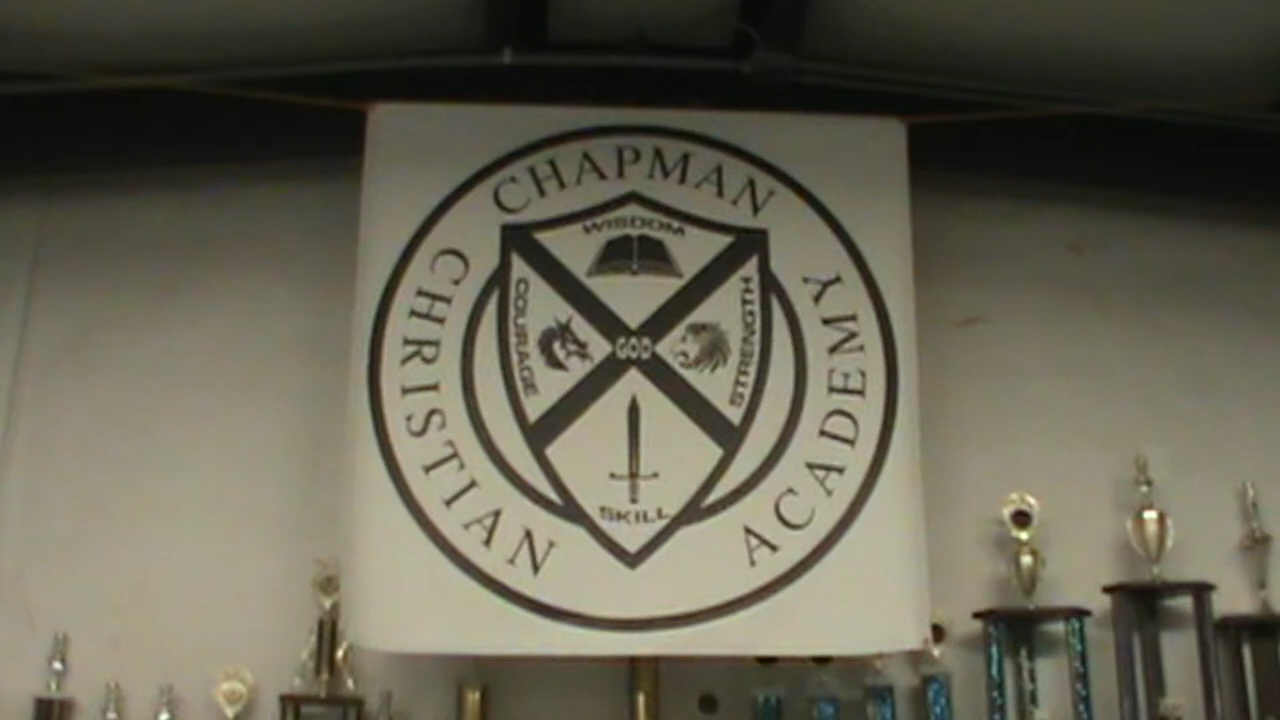 CHAPMAN
CHRISTIAN
ACADEMY
WISDOM
COURAGE
GOD
STRENGTH
SKILL